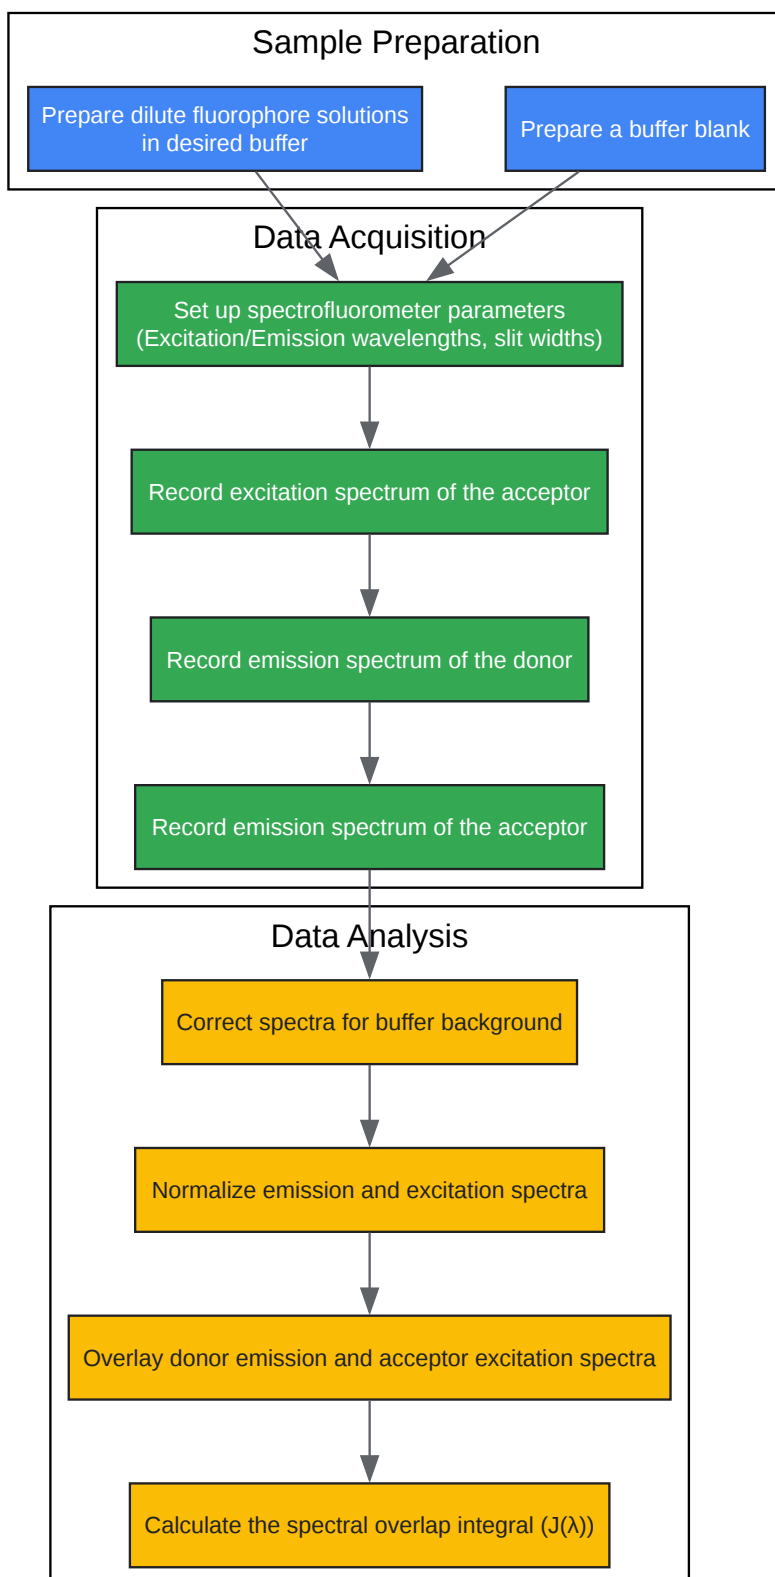 Sample Preparation
Prepare dilute fluorophore solutions
in desired buffer
Prepare a buffer blank
Data Acquisition
Set up spectrofluorometer parameters
(Excitation/Emission wavelengths, slit widths)
Record excitation spectrum of the acceptor
Record emission spectrum of the donor
Record emission spectrum of the acceptor
Data Analysis
Correct spectra for buffer background
Normalize emission and excitation spectra
Overlay donor emission and acceptor excitation spectra
Calculate the spectral overlap integral (J(λ))